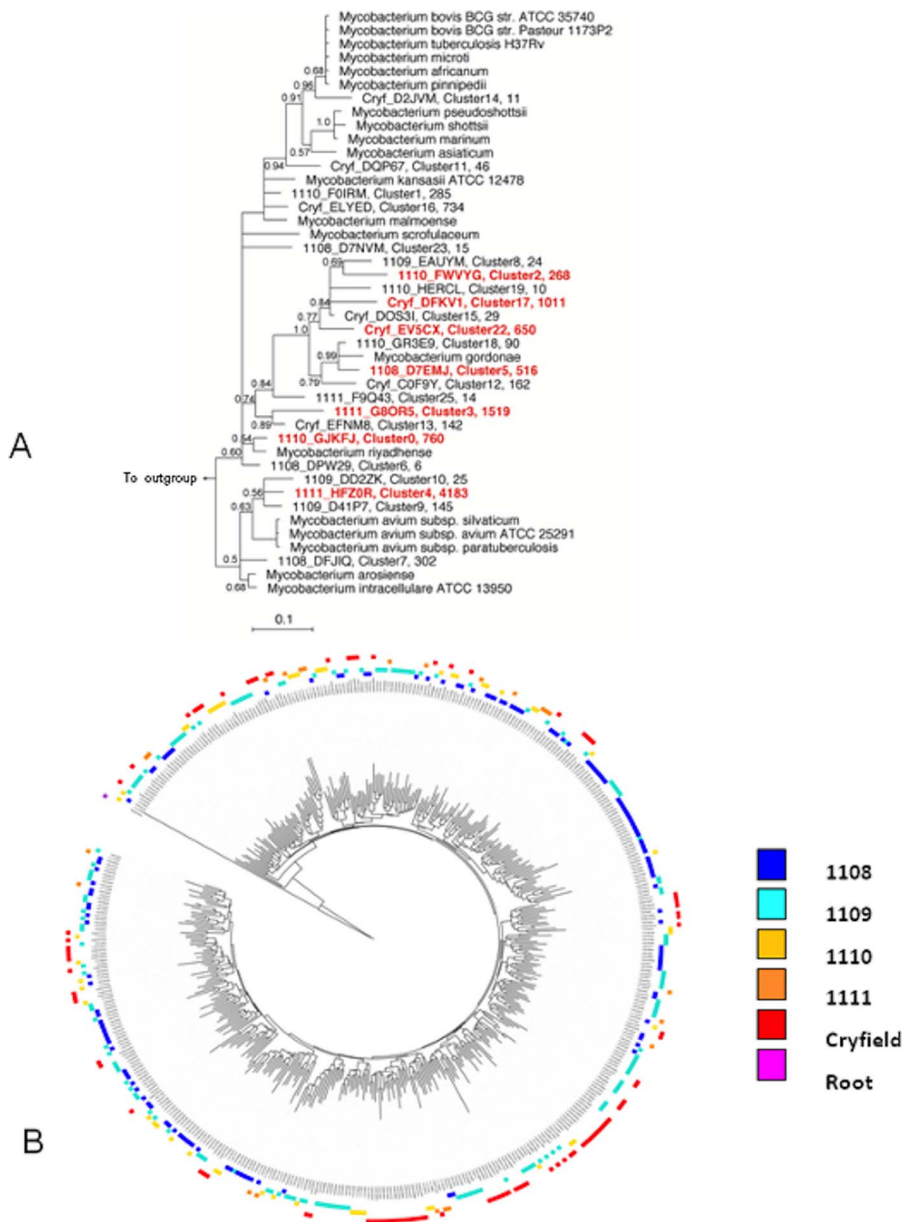 Mycobacterium bovis BCG str. ATCC 35740
Mycobacterium bovis BCG str. Pasteur 1173P2
Mycobacterium tuberculosis H37Rv
Mycobacterium microti
0.68
Mycobacterium africanum
0.96
Mycobacterium pinnipedii
0.91
Cryf_D2JVM, Cluster14, 11
Mycobacterium pseudoshottsii
1.0
Mycobacterium shottsii
Mycobacterium marinum
0.57
Mycobacterium asiaticum
0.94
Cryf_DQP67, Cluster11, 46
Mycobacterium kansasii ATCC 12478
1110_F0IRM, Cluster1, 285
Cryf_ELYED, Cluster16, 734
Mycobacterium malmoense
Mycobacterium scrofulaceum
1108_D7NVM, Cluster23, 15
0.69
1109_EAUYM, Cluster8, 24
1110_FWVYG, Cluster2, 268
1110_HERCL, Cluster19, 10
0.84
Cryf_DFKV1, Cluster17, 1011
0.77
Cryf_DOS3I, Cluster15, 29
1.0
Cryf_EV5CX, Cluster22, 650
1110_GR3E9, Cluster18, 90
0.99
Mycobacterium gordonae
1108_D7EMJ, Cluster5, 516
0.79
Cryf_C0F9Y, Cluster12, 162
0.84
1111_F9Q43, Cluster25, 14
0.74
1111_G8OR5, Cluster3, 1519
0.89
Cryf_EFNM8, Cluster13, 142
0.54
1110_GJKFJ, Cluster0, 760
0.60
Mycobacterium riyadhense
1108_DPW29, Cluster6, 6
A
To outgroup
1109_DD2ZK, Cluster10, 25
0.56
1111_HFZ0R, Cluster4, 4183
0.63
1109_D41P7, Cluster9, 145
Mycobacterium avium subsp. silvaticum
Mycobacterium avium subsp. avium ATCC 25291
Mycobacterium avium subsp. paratuberculosis
0.5
1108_DFJIQ, Cluster7, 302
Mycobacterium arosiense
0.68
Mycobacterium intracellulare ATCC 13950
0.1
1108
1109
1110
1111
Cryfield
Root
B